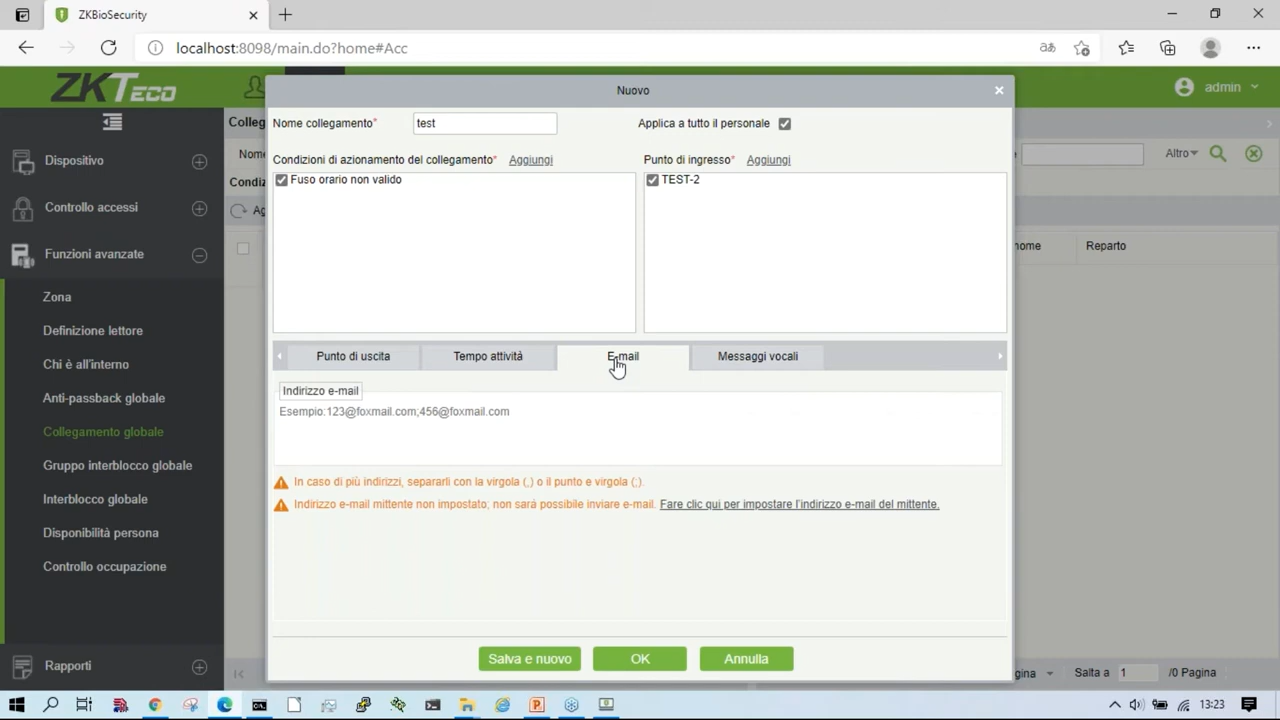 ZKBioSecurity
localhost:8098/main.do?home#Acc
ZKTeco
admin
Nuovo
Nome collegamento*
test
Applica a tutto il personale
Condizioni di azionamento del collegamento*
Aggiungi
Punto di ingresso*
Aggiungi
Fuso orario non valido
TEST-2
Altro
Dispositivo
Controllo accessi
Funzioni avanzate
Zona
Definizione lettore
Chi è all'interno
Anti-passback globale
Collegamento globale
Gruppo interblocco globale
Interblocco globale
Disponibilità persona
Controllo occupazione
Rapporti
Colleg
Nom
Condiz
Ag
nome
Reparto
Punto di uscita
Tempo attività
E-mail
Messaggi vocali
Indirizzo e-mail
Esempio:123@foxmail.com;456@foxmail.com
In caso di più indirizzi, separarli con la virgola (,) o il punto e virgola (;).
Indirizzo e-mail mittente non impostato; non sarà possibile inviare e-mail. Fare clic qui per impostare l'indirizzo e-mail del mittente.
Salva e nuovo
OK
Annulla
gina
Salta a
1
/0 Pagina
13:23